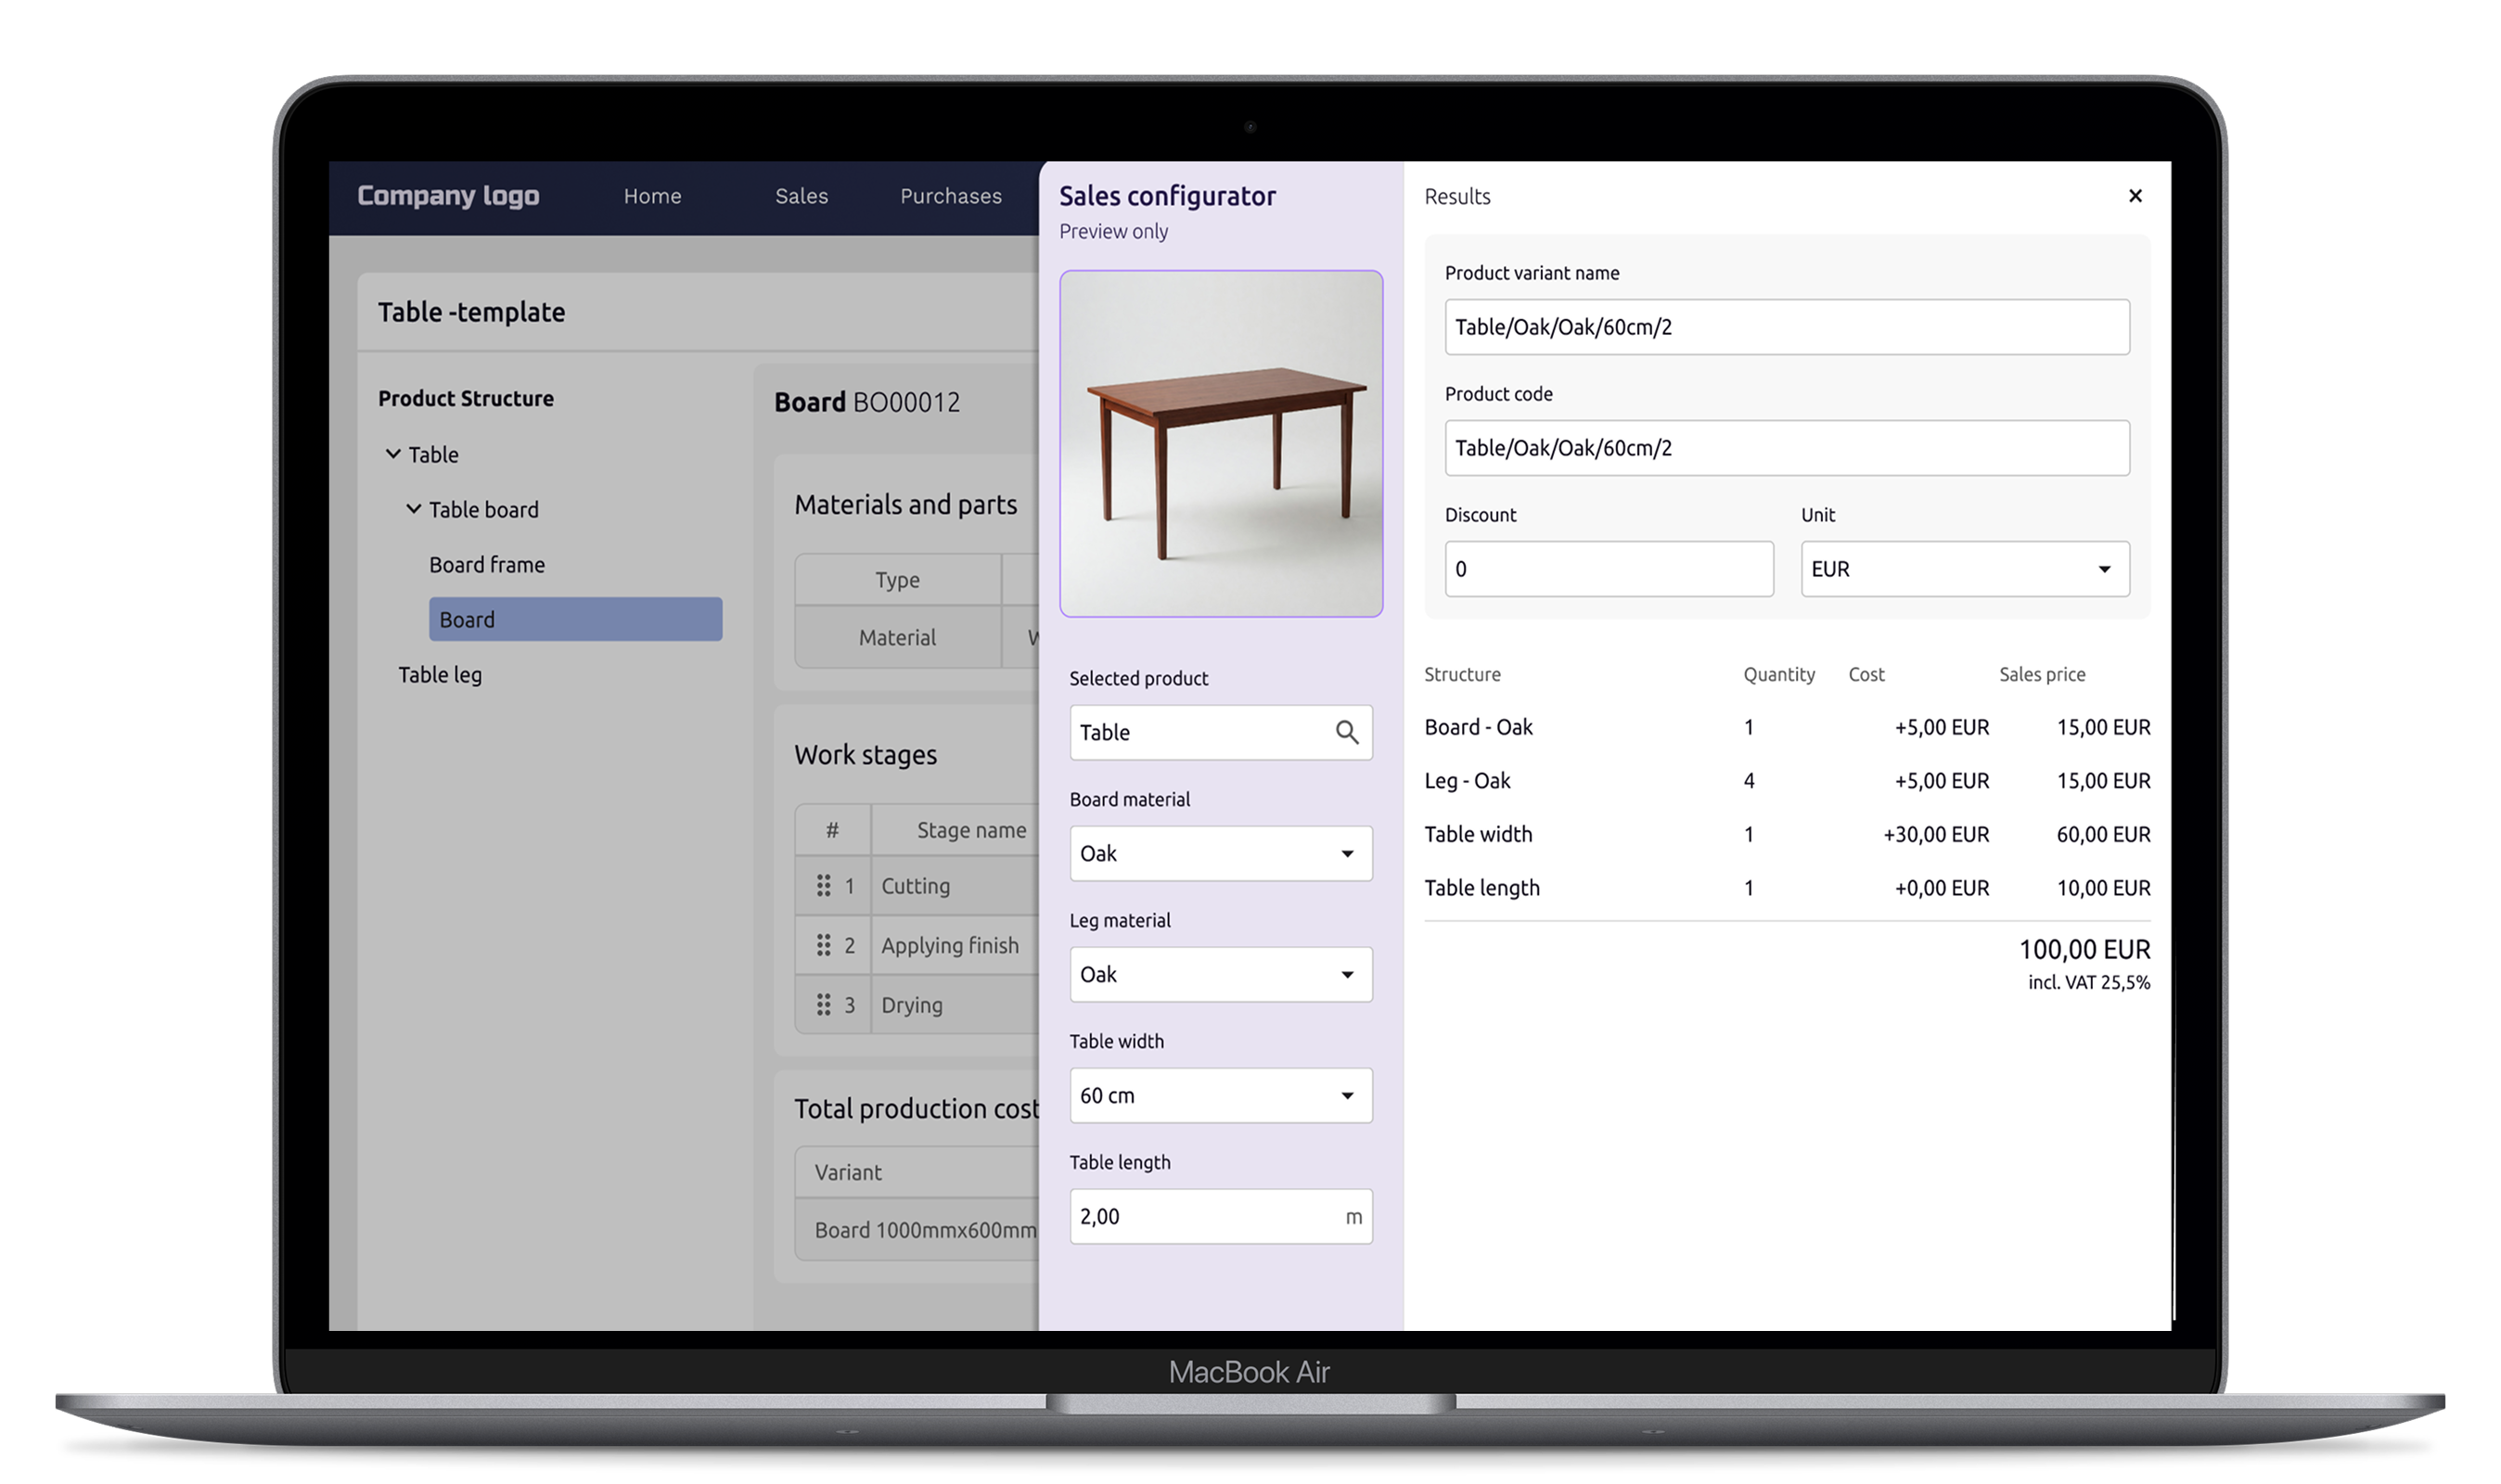 Company logo
Home
Sales
Purchases
Table -template
Product Structure
Table
Table board
Board frame
Board
Table leg
Board BO00012
Materials and parts
Type
Material
Work stages
# Stage name
1 Cutting
2 Applying finish
3 Drying
Total production cost
Variant
Board 1000mmx600mm
Sales configurator
Preview only
Selected product
Table
Board material
Oak
Leg material
Oak
Table width
60 cm
Table length
2,00 m
Results
Product variant name
Table/Oak/Oak/60cm/2
Product code
Table/Oak/Oak/60cm/2
Discount Unit
0 EUR
Structure Quantity Cost Sales price
Board - Oak 1 +5,00 EUR 15,00 EUR
Leg - Oak 4 +5,00 EUR 15,00 EUR
Table width 1 +30,00 EUR 60,00 EUR
Table length 1 +0,00 EUR 10,00 EUR
100,00 EUR
incl. VAT 25,5%
MacBook Air